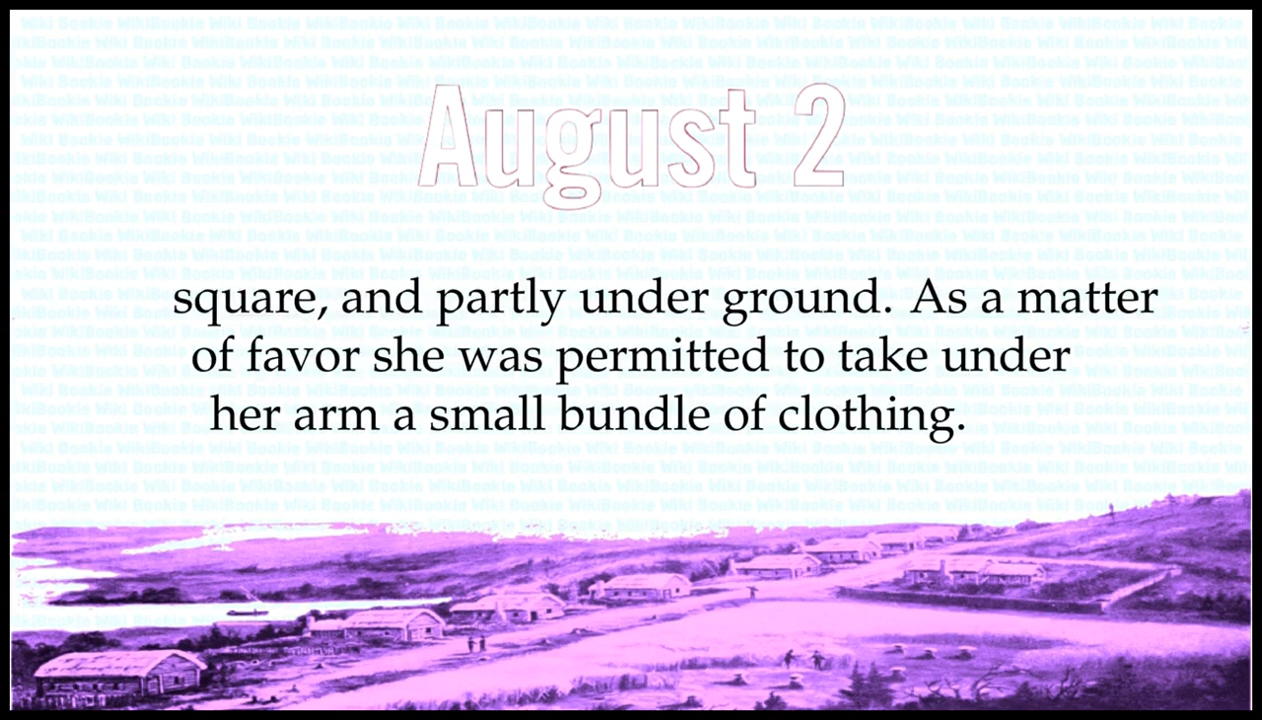 August 2
square, and partly under ground. As a matter
of favor she was permitted to take under
her arm a small bundle of clothing.